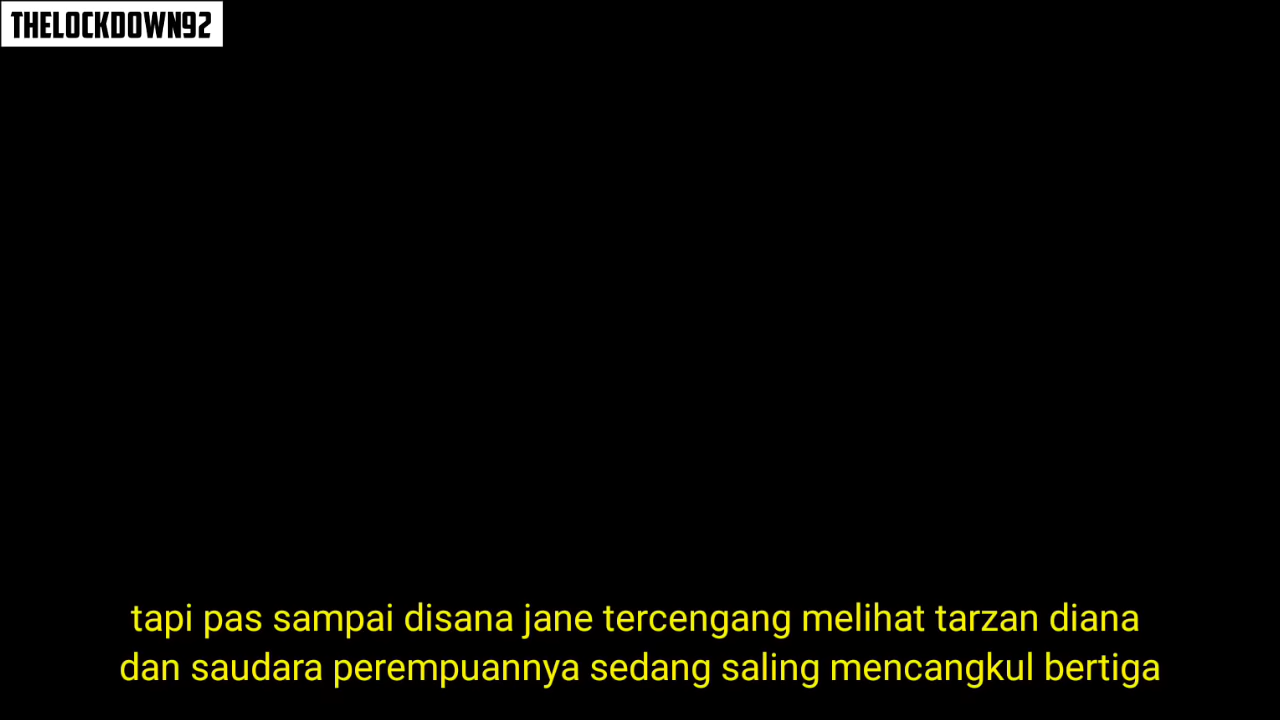 THELOCKDOWN92
tapi pas sampai disana jane tercengang melihat tarzan diana
dan saudara perempuannya sedang saling mencangkul bertiga